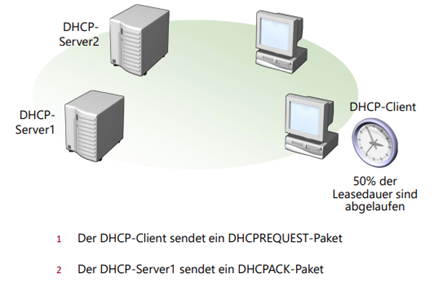 DHCP-
Server2
DHCP-
Server1
DHCP-Client
50% der
Leasedauer sind
abgelaufen
1 Der DHCP-Client sendet ein DHCPREQUEST-Paket
2 Der DHCP-Server1 sendet ein DHCPACK-Paket